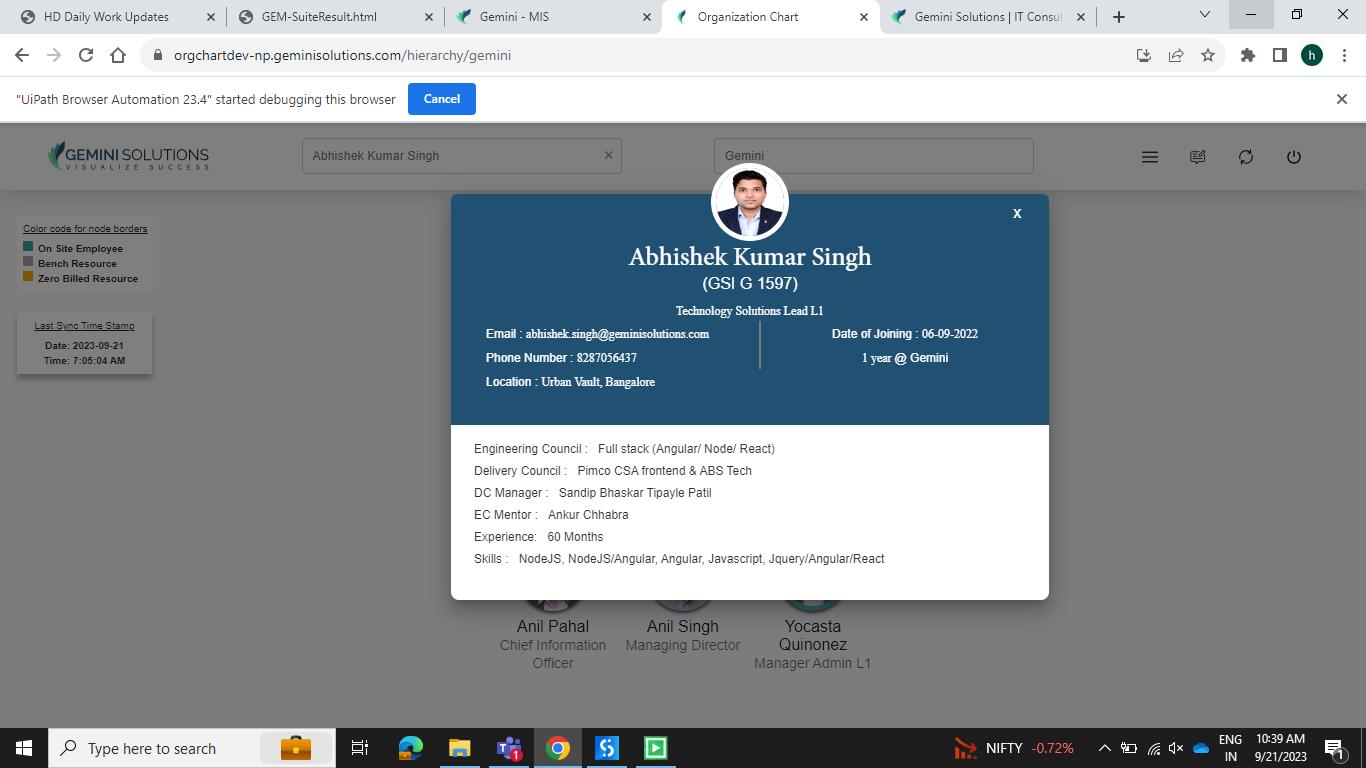 HD Daily Work Updates
GEM-SuiteResult.html
Gemini - MIS
Organization Chart
Gemini Solutions | IT Consul
orgchartdev-np.geminisolutions.com/hierarchy/gemini
h
"UiPath Browser Automation 23.4" started debugging this browser
Cancel
GEMINI SOLUTIONS
VISUALIZE SUCCESS
Abhishek Kumar Singh
Gemini
Color code for node borders
On Site Employee
Bench Resource
Zero Billed Resource
Last Sync Time Stamp
Date: 2023-09-21
Time: 7:05:04 AM
X
Abhishek Kumar Singh
(GSI G 1597)
Technology Solutions Lead L1
Email : abhishek.singh@geminisolutions.com
Phone Number : 8287056437
Location : Urban Vault, Bangalore
Date of Joining : 06-09-2022
1 year @ Gemini
Engineering Council : Full stack (Angular/ Node/ React)
Delivery Council : Pimco CSA frontend & ABS Tech
DC Manager : Sandip Bhaskar Tipayle Patil
EC Mentor : Ankur Chhabra
Experience: 60 Months
Skills : NodeJS, NodeJS/Angular, Angular, Javascript, Jquery/Angular/React
Anil Pahal
Chief Information
Officer
Anil Singh
Managing Director
Yocasta
Quinonez
Manager Admin L1
Type here to search
1
NIFTY -0.72%
ENG
IN
10:39 AM
9/21/2023
1